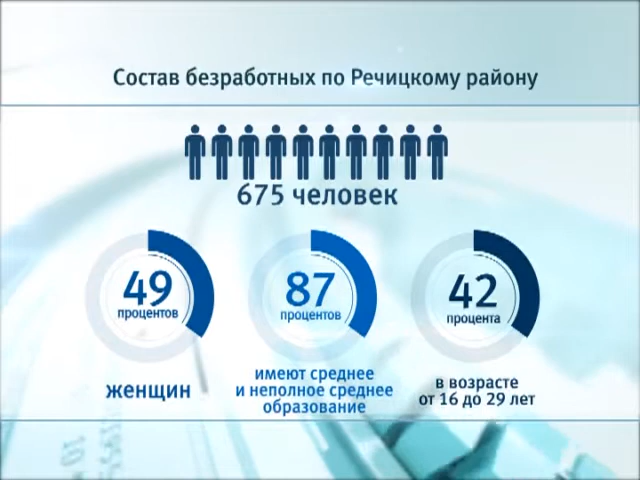 Состав безработных по Речицкому району
675 человек
49
процентов
87
процентов
42
процента
женщин
имеют среднее
и неполное среднее
образование
в возрасте
от 16 до 29 лет